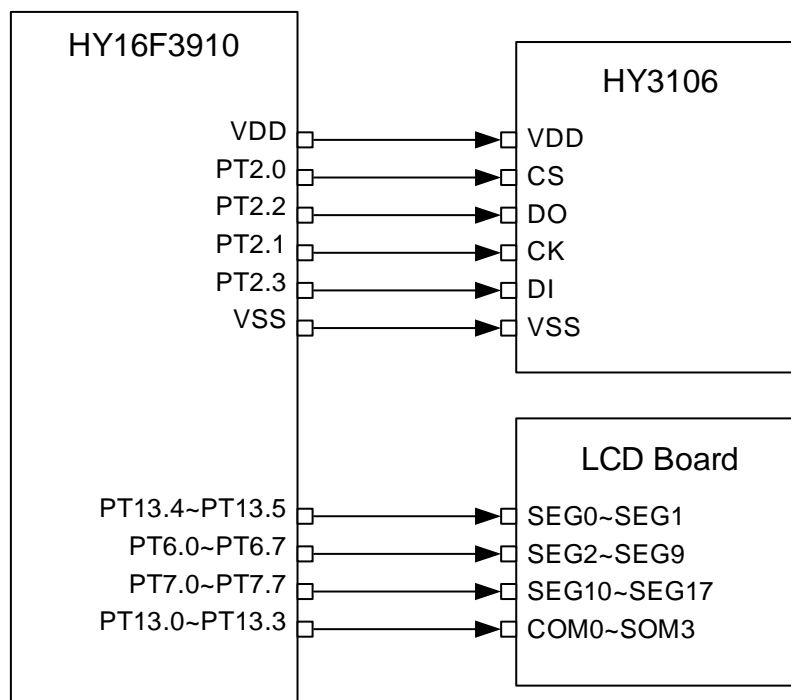 HY16F3910
HY3106
VDD
VDD
PT2.0
CS
PT2.2
DO
PT2.1
CK
PT2.3
DI
VSS
VSS
LCD Board
PT13.4~PT13.5
SEG0~SEG1
PT6.0~PT6.7
SEG2~SEG9
PT7.0~PT7.7
SEG10~SEG17
PT13.0~PT13.3
COM0~SOM3